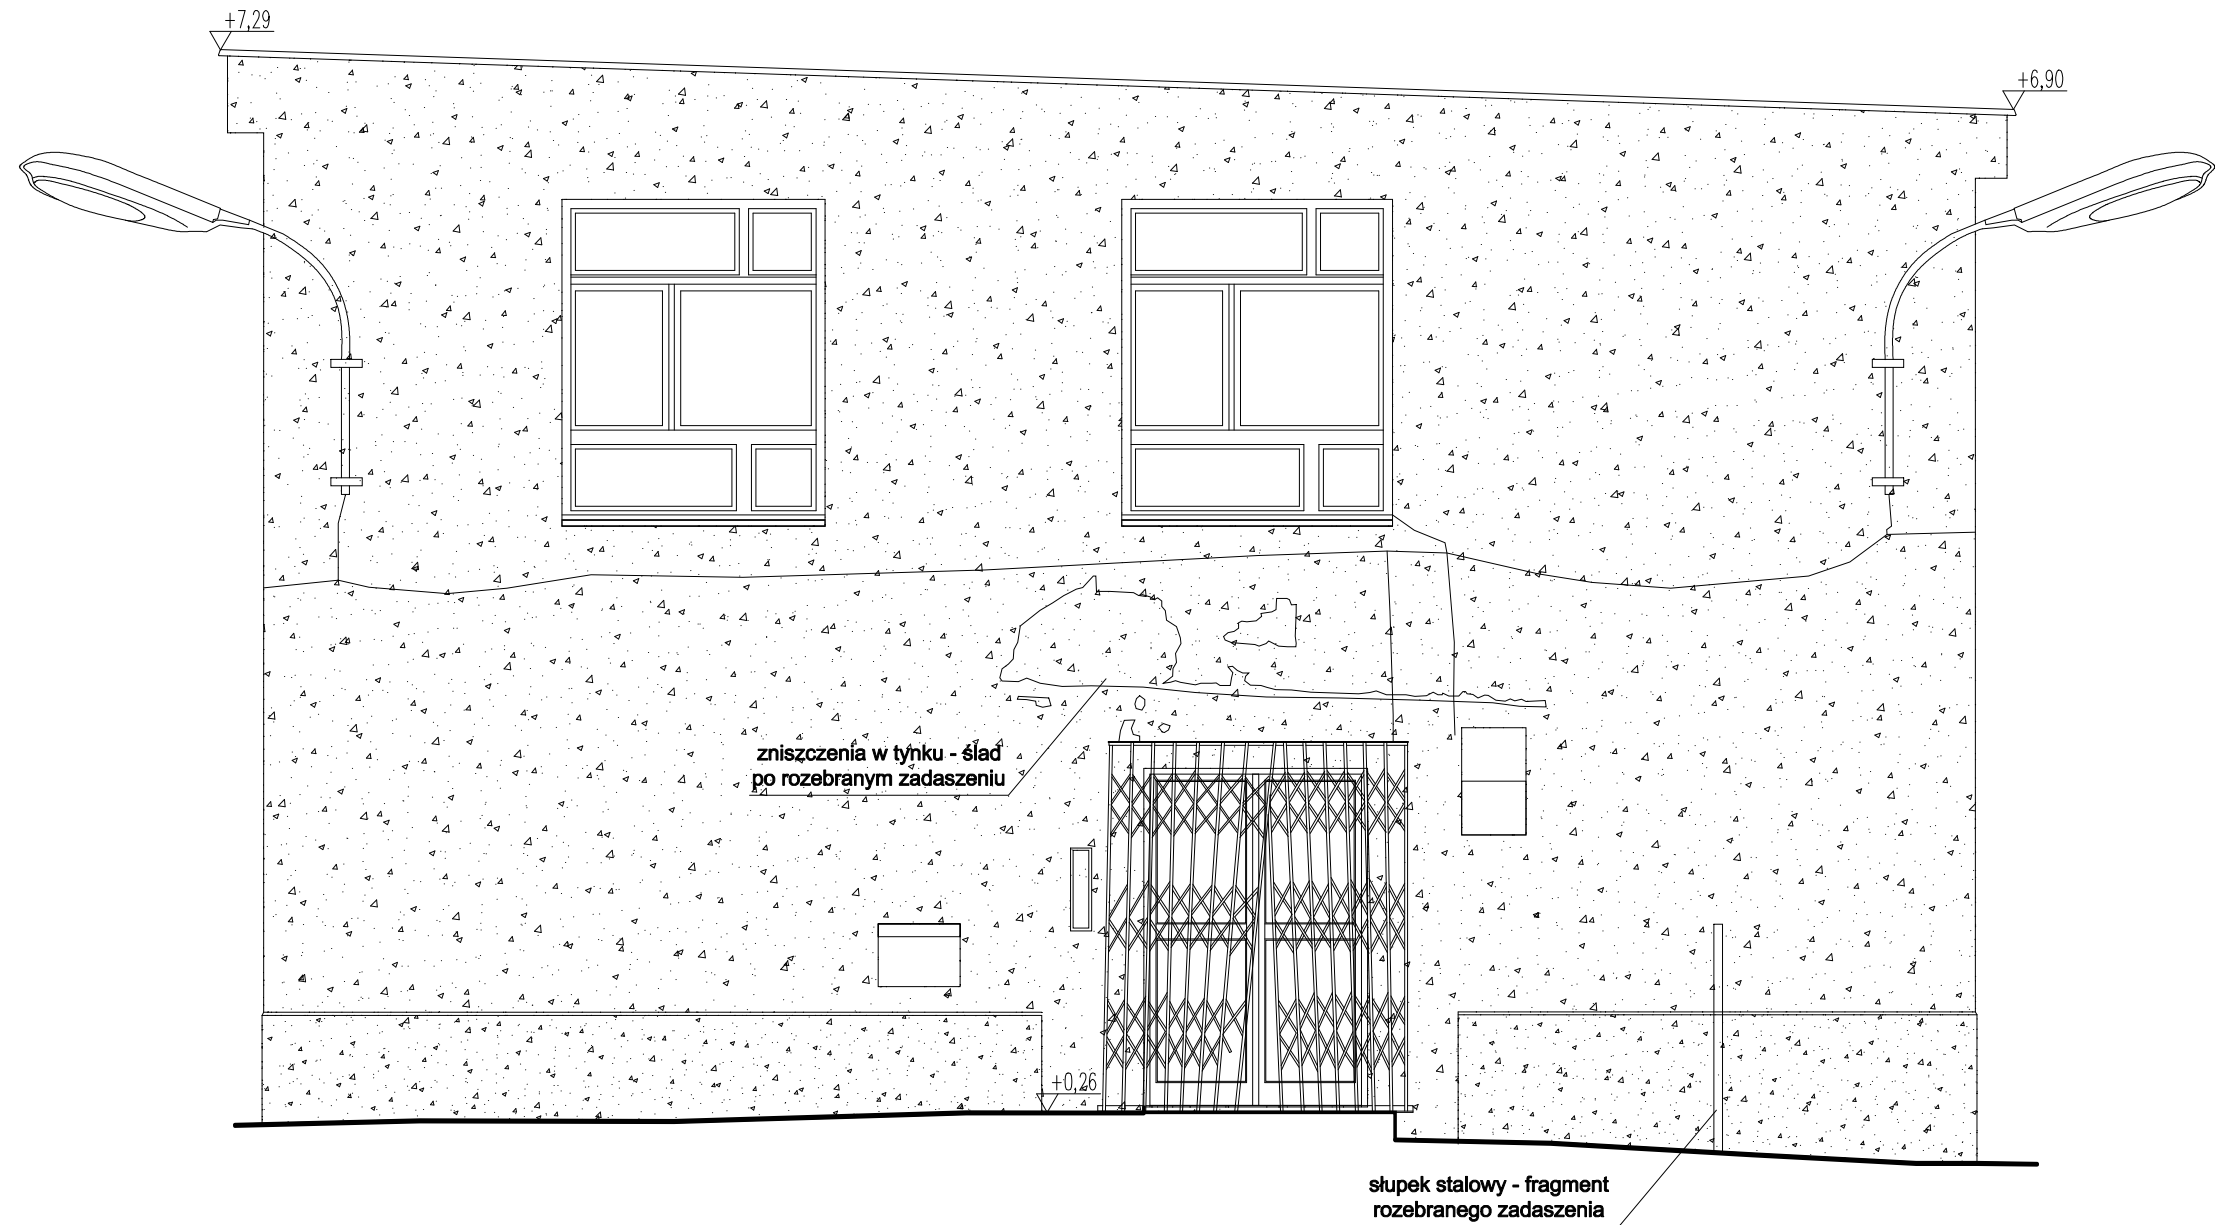 +7,29
+6,90
zniszczenia w tynku - ślad
po rozebranym zadaszeniu
+0,26
słupek stalowy - fragment
rozebranego zadaszenia